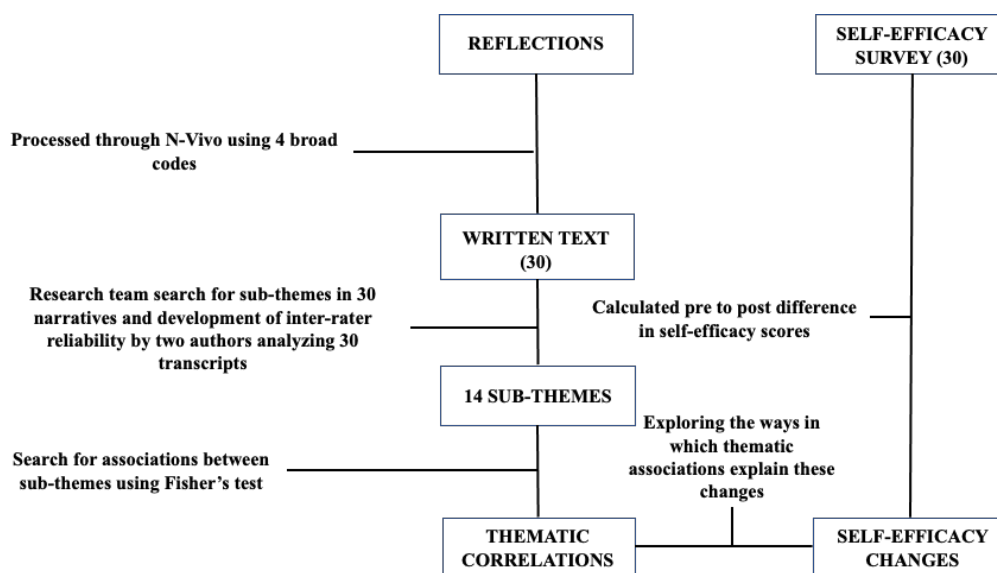 REFLECTIONS
SELF-EFFICACY
SURVEY (30)
Processed through N-Vivo using 4 broad
codes
WRITTEN TEXT
(30)
Research team search for sub-themes in 30
narratives and development of inter-rater
reliability by two authors analyzing 30
transcripts
Calculated pre to post difference
in self-efficacy scores
14 SUB-THEMES
Exploring the ways in
which thematic
associations explain these
changes
Search for associations between
sub-themes using Fisher's test
THEMATIC
CORRELATIONS
SELF-EFFICACY
CHANGES